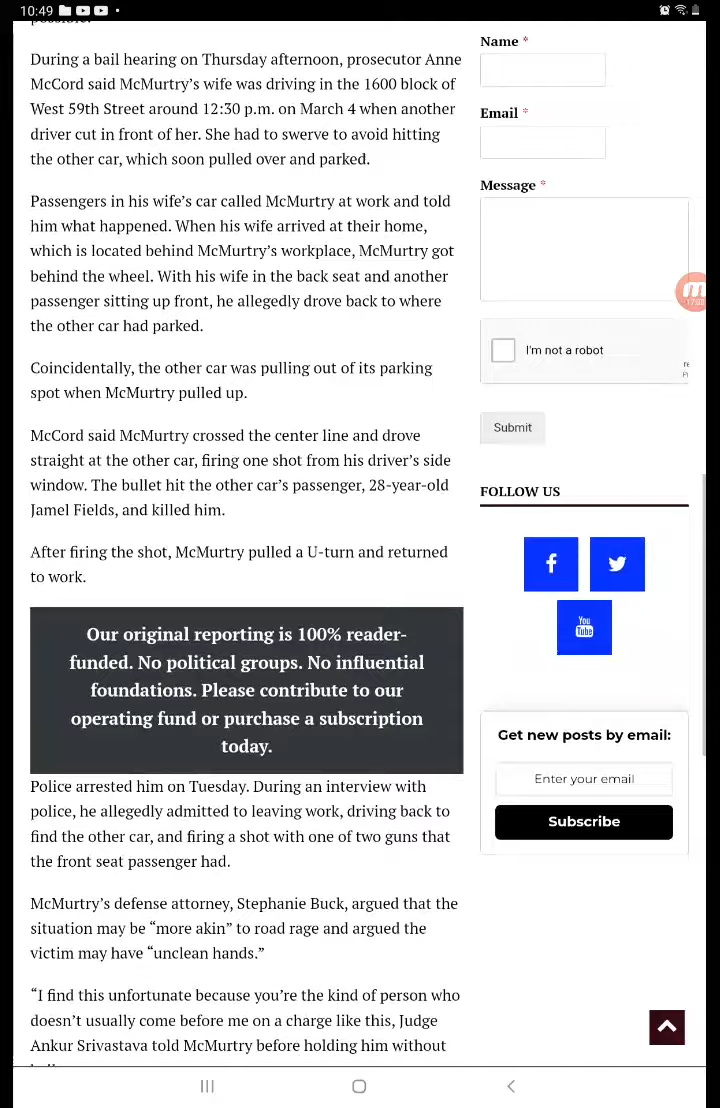 10:49
possible.
During a bail hearing on Thursday afternoon, prosecutor Anne
McCord said McMurtry’s wife was driving in the 1600 block of
West 59th Street around 12:30 p.m. on March 4 when another
driver cut in front of her. She had to swerve to avoid hitting
the other car, which soon pulled over and parked.
Passengers in his wife’s car called McMurtry at work and told
him what happened. When his wife arrived at their home,
which is located behind McMurtry’s workplace, McMurtry got
behind the wheel. With his wife in the back seat and another
passenger sitting up front, he allegedly drove back to where
the other car had parked.
Coincidentally, the other car was pulling out of its parking
spot when McMurtry pulled up.
McCord said McMurtry crossed the center line and drove
straight at the other car, firing one shot from his driver’s side
window. The bullet hit the other car’s passenger, 28-year-old
Jamel Fields, and killed him.
After firing the shot, McMurtry pulled a U-turn and returned
to work.
Our original reporting is 100% reader-
funded. No political groups. No influential
foundations. Please contribute to our
operating fund or purchase a subscription
today.
Police arrested him on Tuesday. During an interview with
police, he allegedly admitted to leaving work, driving back to
find the other car, and firing a shot with one of two guns that
the front seat passenger had.
McMurtry’s defense attorney, Stephanie Buck, argued that the
situation may be “more akin” to road rage and argued the
victim may have “unclean hands.”
“I find this unfortunate because you’re the kind of person who
doesn’t usually come before me on a charge like this, Judge
Ankur Srivastava told McMurtry before holding him without
Name *
Email *
Message *
I'm not a robot
re
Submit
FOLLOW US
You
Tube
Get new posts by email:
Enter your email
Subscribe